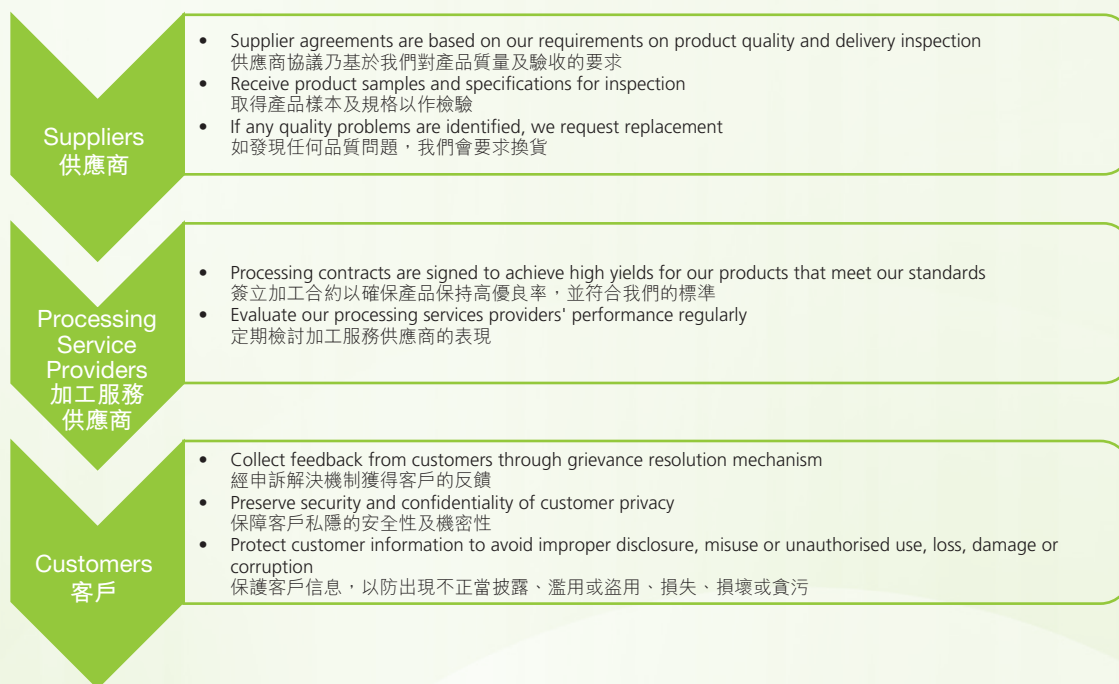 Suppliers
供應商
• Supplier agreements are based on our requirements on product quality and delivery inspection
供應商協議乃基於我們對產品質量及驗收的要求
• Receive product samples and specifications for inspection
取得產品樣本及規格以作檢驗
• If any quality problems are identified, we request replacement
如發現任何品質問題，我們會要求換貨
Processing
Service
Providers
加工服務
供應商
• Processing contracts are signed to achieve high yields for our products that meet our standards
簽立加工合約以確保產品保持高優良率，並符合我們的標準
• Evaluate our processing services providers' performance regularly
定期檢討加工服務供應商的表現
Customers
客戶
• Collect feedback from customers through grievance resolution mechanism
經申訴解決機制獲得客戶的反饋
• Preserve security and confidentiality of customer privacy
保障客戶私隱的安全性及機密性
• Protect customer information to avoid improper disclosure, misuse or unauthorised use, loss, damage or
corruption
保護客戶信息，以防出現不正當披露、濫用或盜用、損失、損壞或貪污